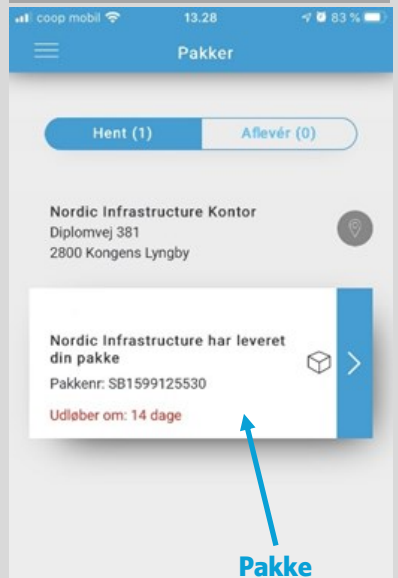 coop mobil 13.28 83 %
Pakker
Hent (1) Aflevér (0)
Nordic Infrastructure Kontor
Diplomvej 381
2800 Kongens Lyngby
Nordic Infrastructure har leveret
din pakke
Pakkenr: SB1599125530
Udløber om: 14 dage
Pakke